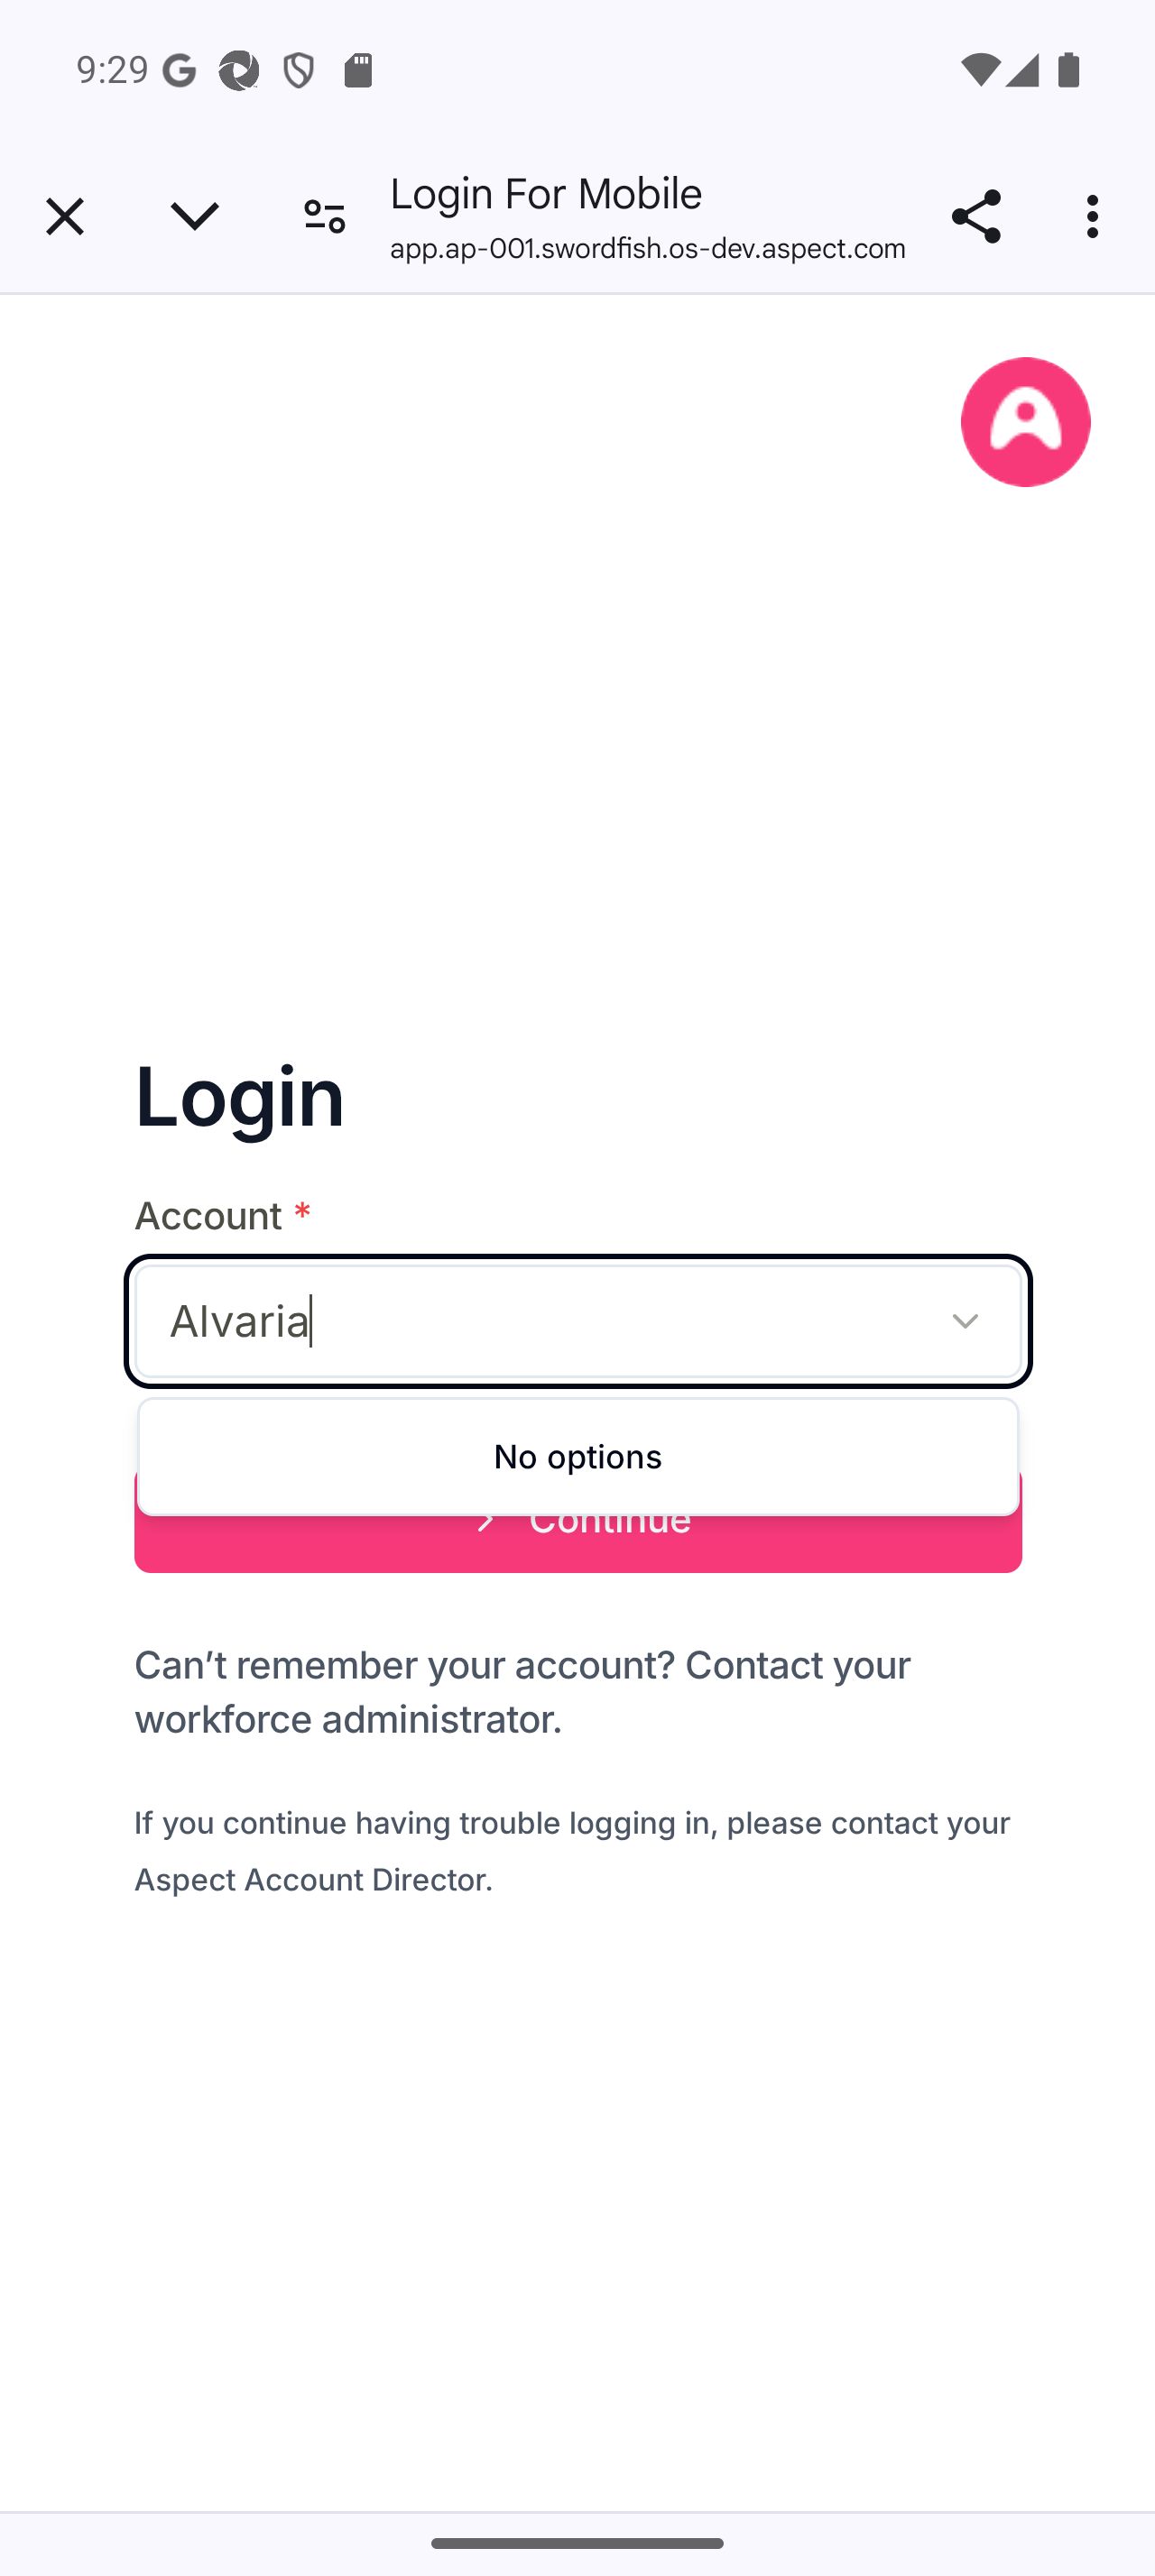 9:29
Login For Mobile
app.ap-001.swordfish.os-dev.aspect.com
Login
Account *
Alvaria
No options
Continue
Can’t remember your account? Contact your
workforce administrator.
If you continue having trouble logging in, please contact your
Aspect Account Director.